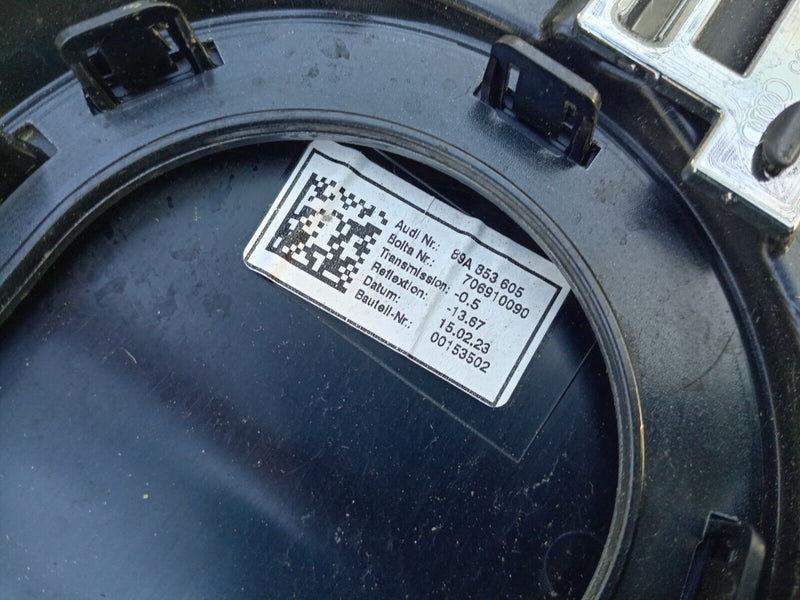 Audi Nr.: 89A 853 605
Bolta Nr.: 706910090
Transmission: -0,5
Reflextion: -13.67
Datum: 15.02.23
Bauteil-Nr.: 00153502